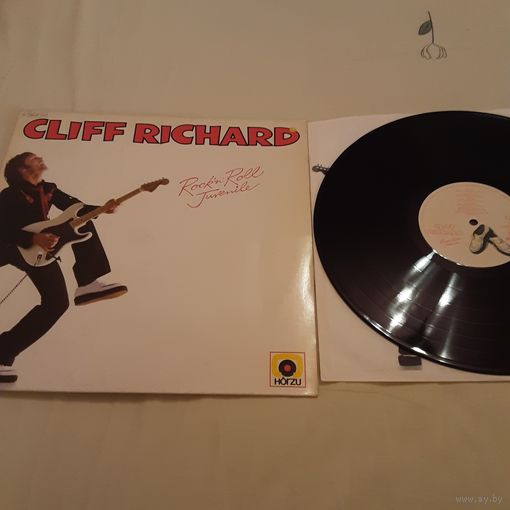 CLIFF RICHARD
Rock'n'Roll
Juvenile
HÖRZU
www.ay.by